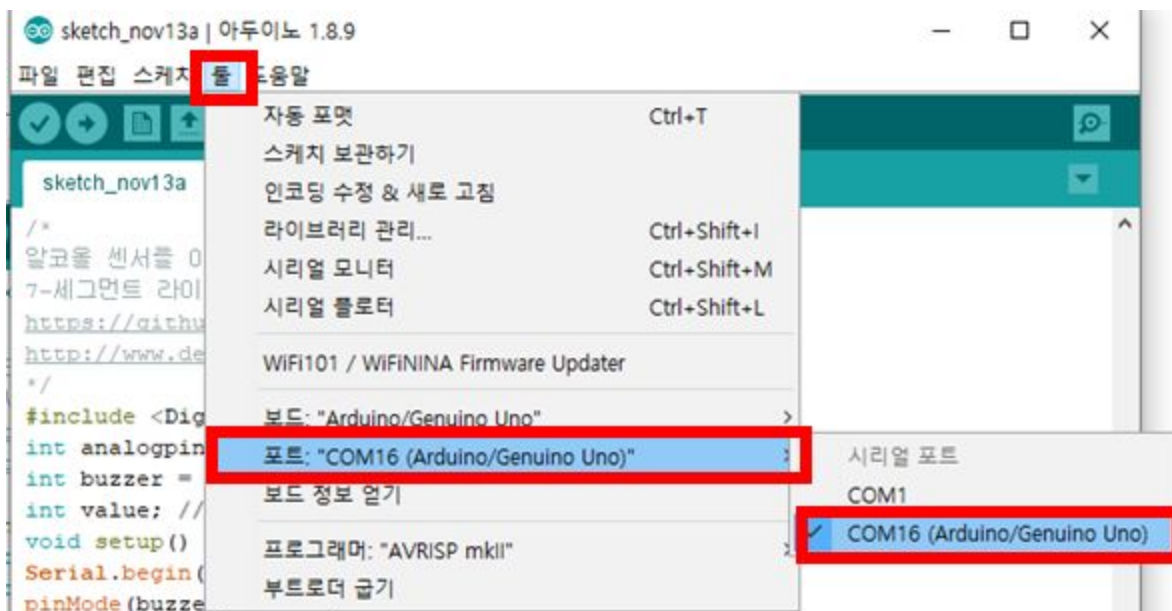 sketch_nov13a | 아두이노 1.8.9
파일 편집 스케치 툴 도움말
자동 포맷 Ctrl+T
스케치 보관하기
인코딩 수정 & 새로 고침
라이브러리 관리... Ctrl+Shift+I
시리얼 모니터 Ctrl+Shift+M
시리얼 플로터 Ctrl+Shift+L
WiFi101 / WiFiNINA Firmware Updater
보드: "Arduino/Genuino Uno"
포트: "COM16 (Arduino/Genuino Uno)"
보드 정보 얻기
프로그래머: "AVRISP mkII"
부트로더 굽기
시리얼 포트
COM1
COM16 (Arduino/Genuino Uno)
sketch_nov13a
/*
알코올 센서를
7-세그먼트
https://githu
http://www.de
*/
#include <Dig
int analogpin
int buzzer =
int value; //
void setup()
Serial.begin(
pinMode(buzze